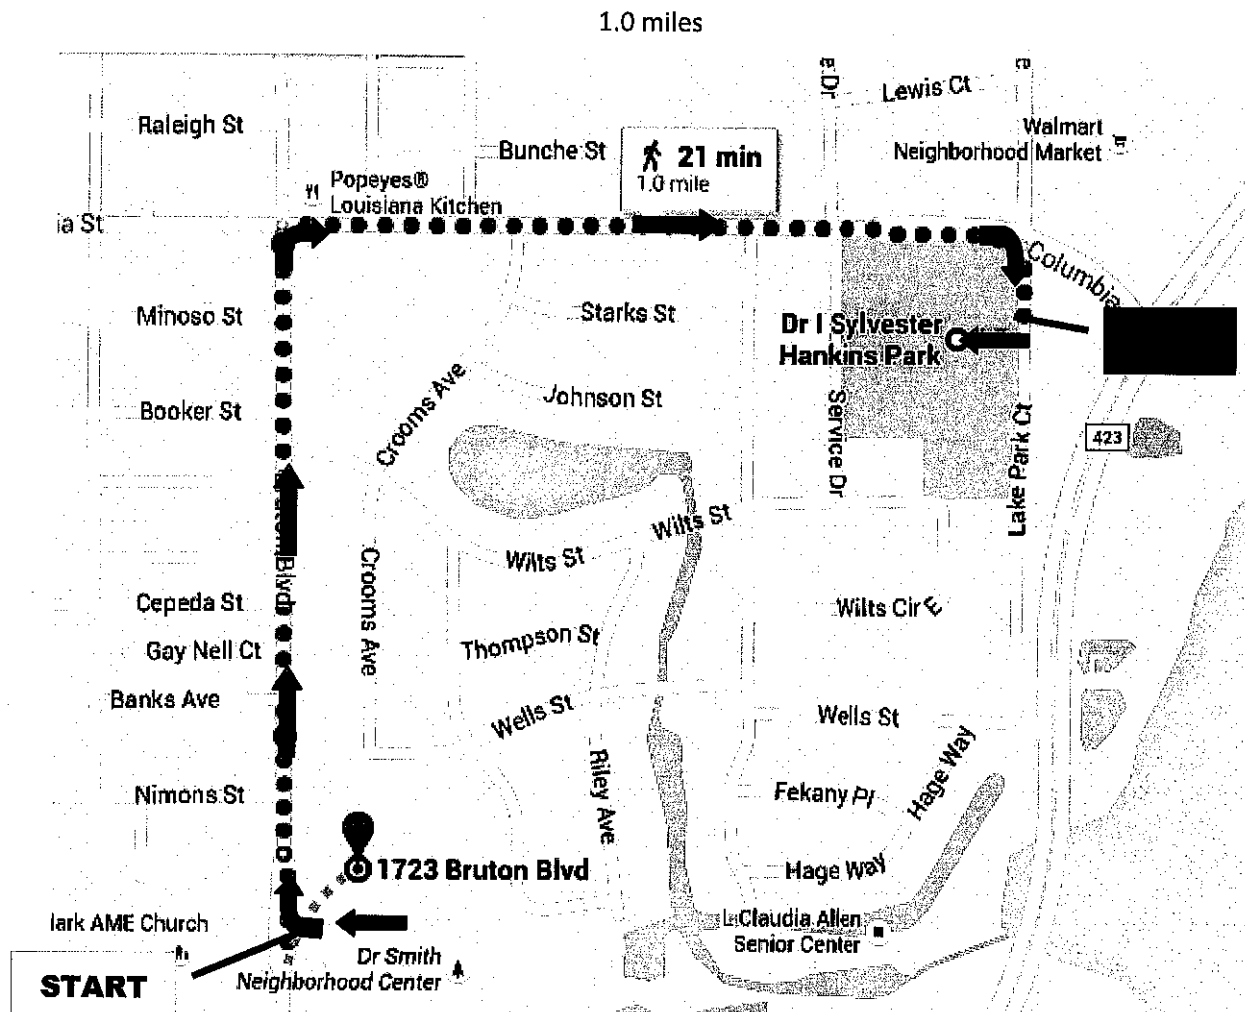 1.0 miles
Lewis Ct
Raleigh St
Walmart
Neighborhood Market
Bunche St
21 min
1.0 mile
Popeyes®
Louisiana Kitchen
ia St
e Dr
e
Columbia
Minoso St
Starks St
Dr I Sylvester
Hankins Park
Crooms Ave
Johnson St
Booker St
Service Dr
Lake Park Ct
423
Wilts St
Wilts St
Blvd
Crooms Ave
Cepeda St
Wilts Cir E
Gay Nell Ct
Thompson St
Banks Ave
Wells St
Wells St
Hage Way
Riley Ave
Nimons St
Fekany Pl
1723 Bruton Blvd
Hage Way
lark AME Church
L Claudia Allen
Senior Center
Dr Smith
Neighborhood Center
START